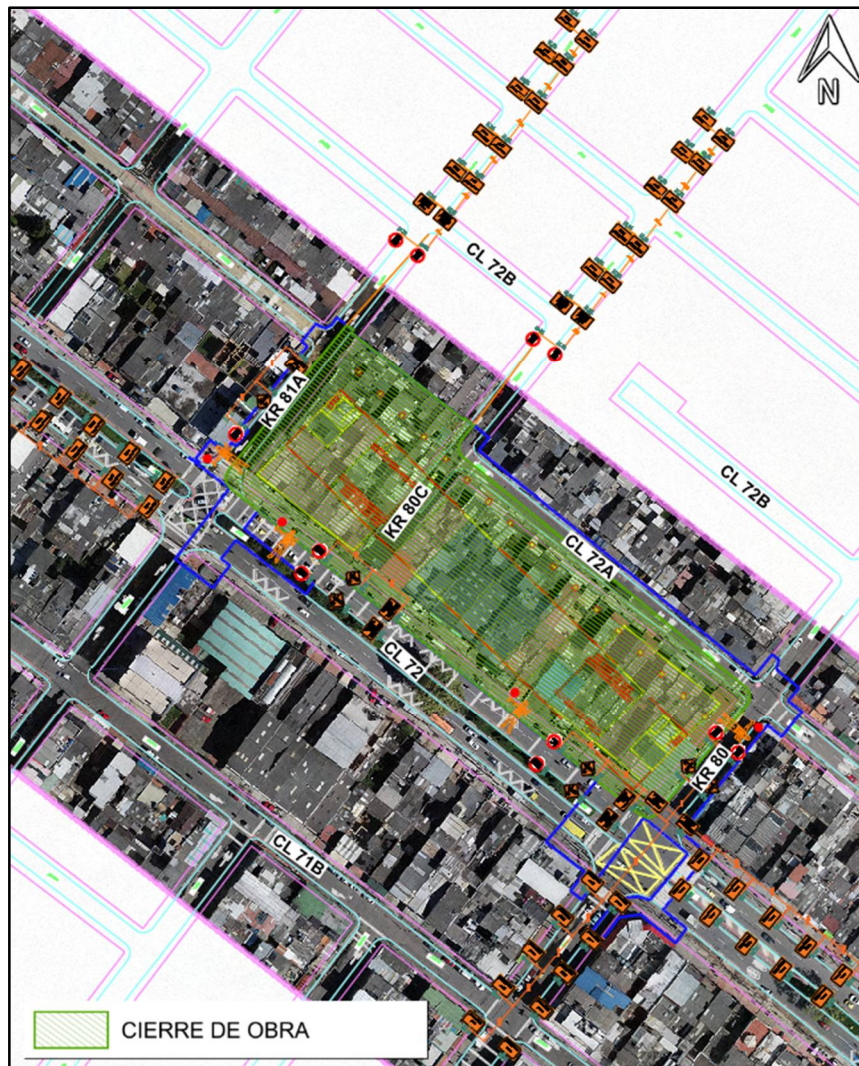 N
CL 72B
CL 72B
KR 81A
KR 80C
CL 72A
CL 72
KR 80
CL 71B
CIERRE DE OBRA